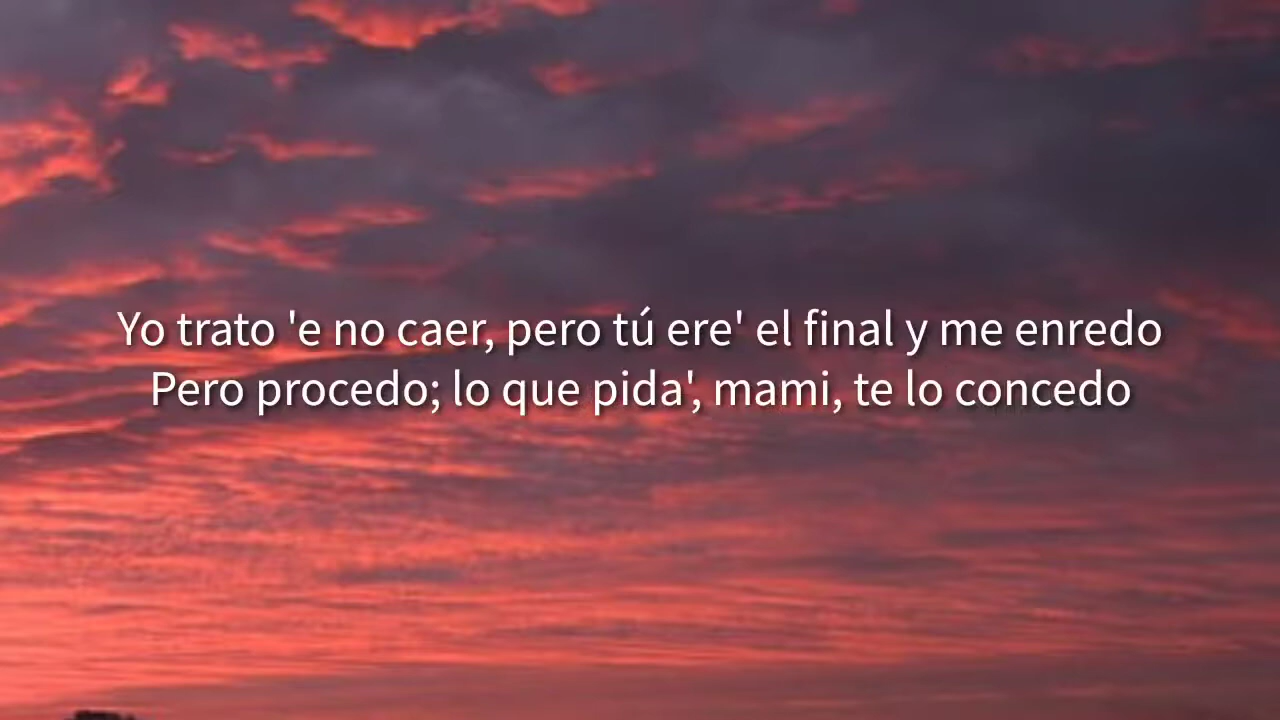 Yo trato 'e no caer, pero tú ere' el final y me enredo
Pero procedo; lo que pida', mami, te lo concedo